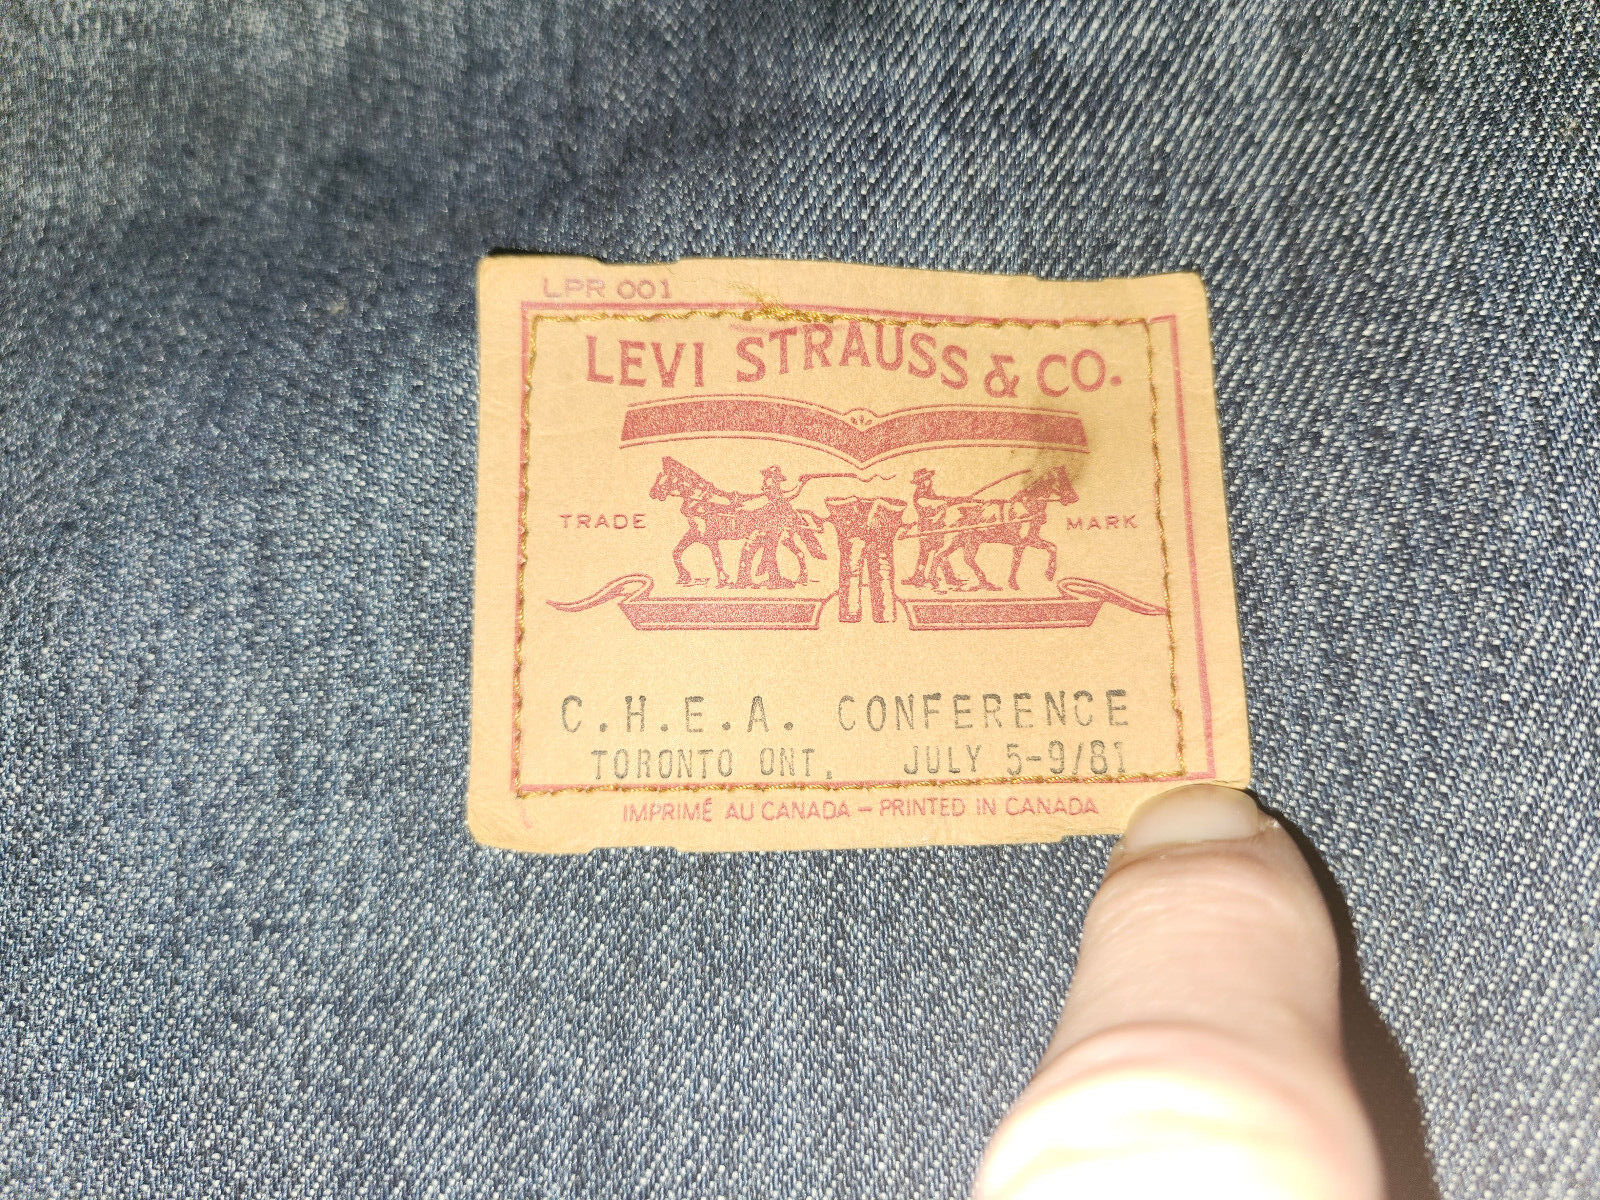 LPR 001
LEVI STRAUSS & CO.
TRADE MARK
C.H.E.A. CONFERENCE
TORONTO ONT. JULY 5-9/81
IMPRIMÉ AU CANADA – PRINTED IN CANADA